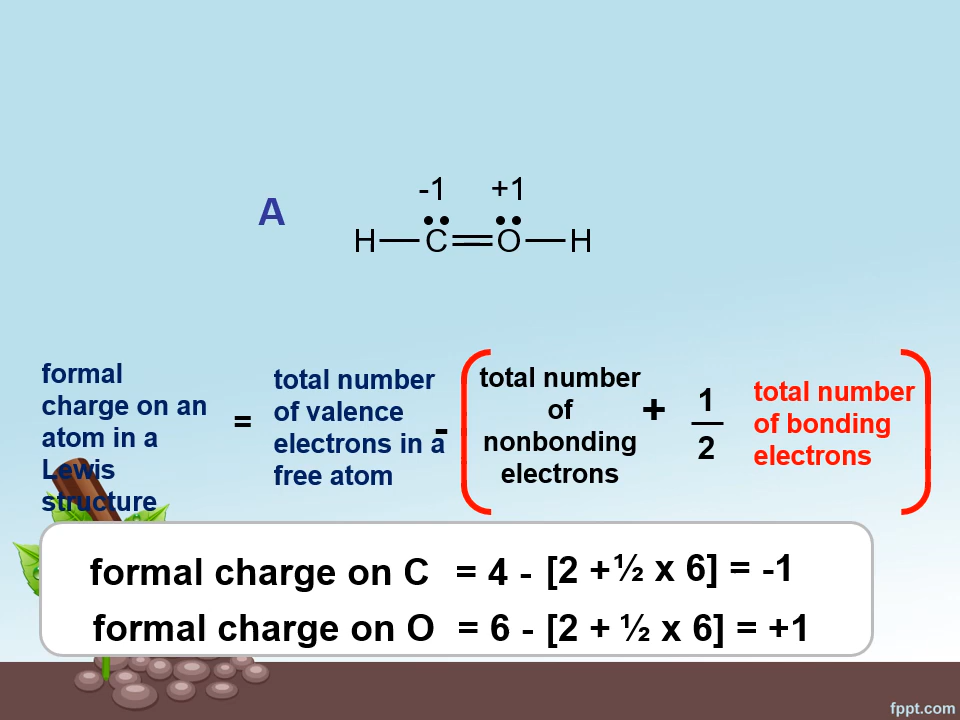 -1 +1
A
H C O H
formal
charge on an
atom in a
Lewis
structure
=
total number
of valence
electrons in a
free atom
-
total number
of
nonbonding
electrons
+
1
2
total number
of bonding
electrons
formal charge on C = 4 - [2 + ½ x 6] = -1
formal charge on O = 6 - [2 + ½ x 6] = +1
fppt.com